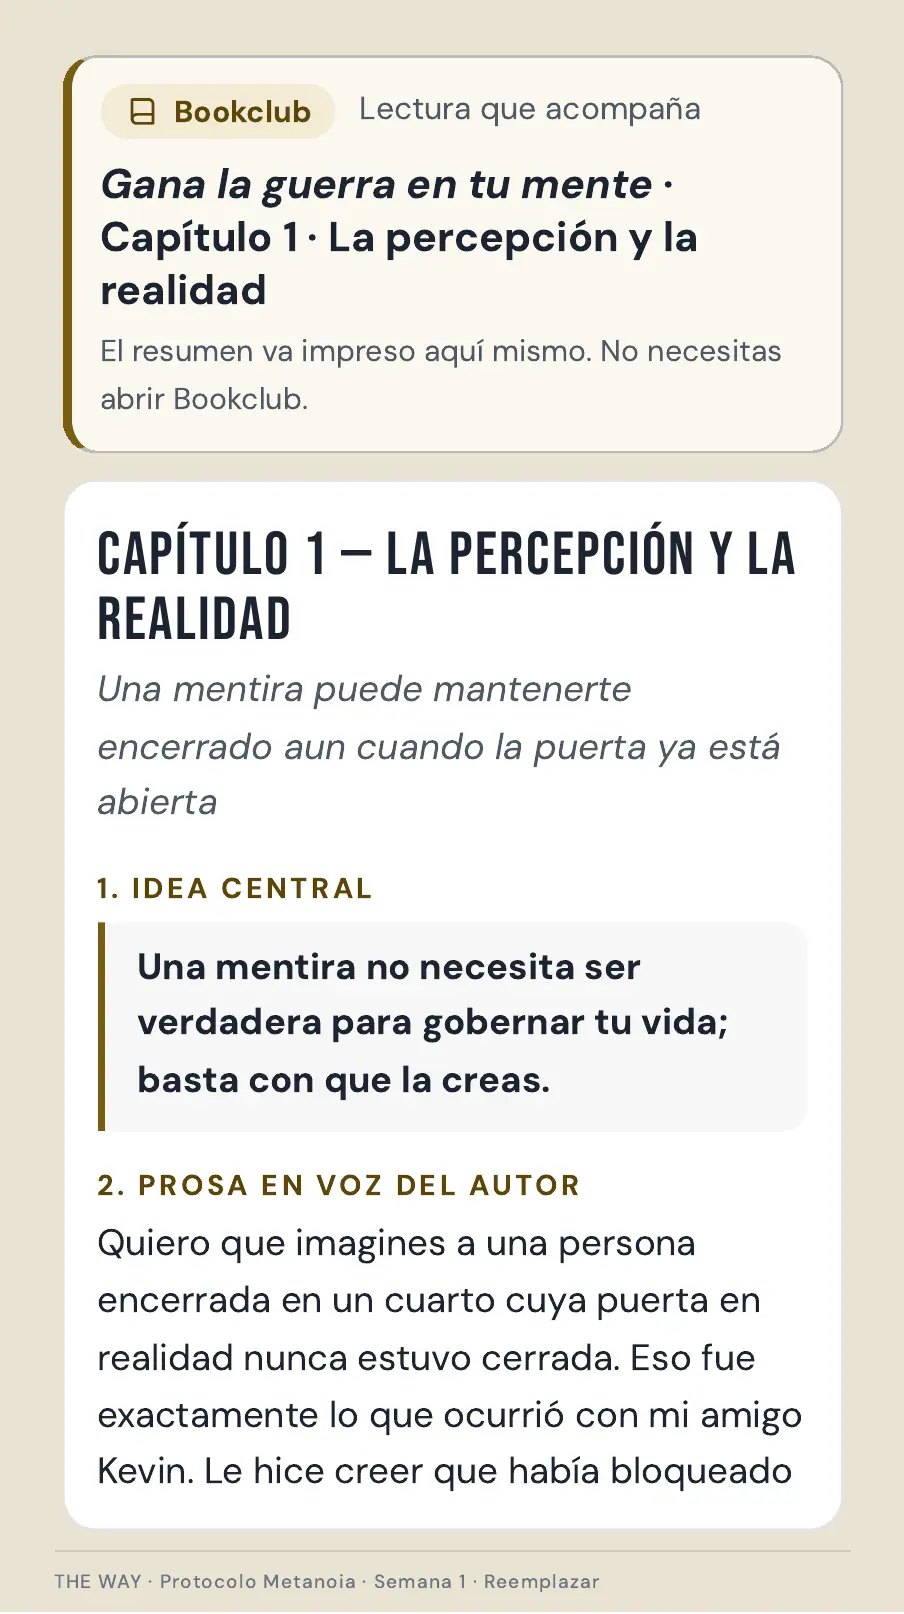 Bookclub Lectura que acompaña
Gana la guerra en tu mente ·
Capítulo 1 · La percepción y la
realidad
El resumen va impreso aquí mismo. No necesitas
abrir Bookclub.
CAPÍTULO 1 – LA PERCEPCIÓN Y LA
REALIDAD
Una mentira puede mantenerte
encerrado aun cuando la puerta ya está
abierta
1. IDEA CENTRAL
Una mentira no necesita ser
verdadera para gobernar tu vida;
basta con que la creas.
2. PROSA EN VOZ DEL AUTOR
Quiero que imagines a una persona
encerrada en un cuarto cuya puerta en
realidad nunca estuvo cerrada. Eso fue
exactamente lo que ocurrió con mi amigo
Kevin. Le hice creer que había bloqueado
THE WAY · Protocolo Metanoia · Semana 1 · Reemplazar